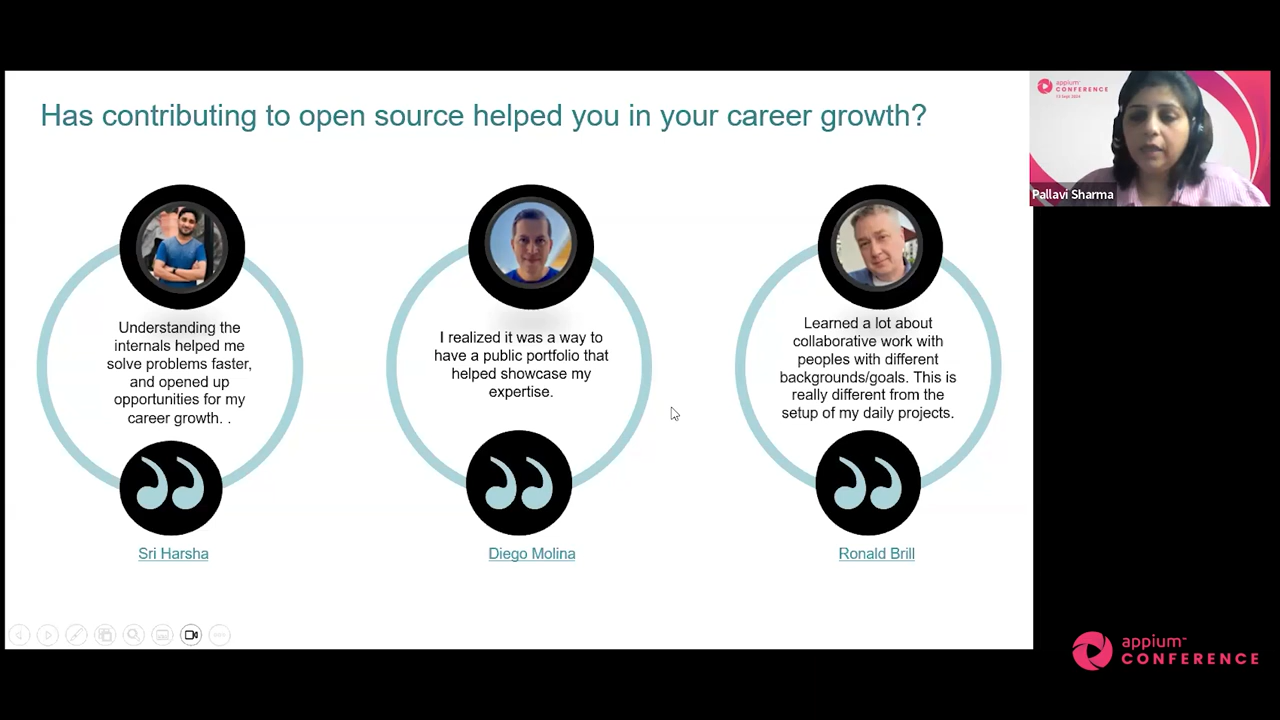 Has contributing to open source helped you in your career growth?
appium
CONFERENCE
Pallavi Sharma
Understanding the
internals helped me
solve problems faster,
and opened up
opportunities for my
career growth. .
Sri Harsha
I realized it was a way to
have a public portfolio that
helped showcase my
expertise.
Diego Molina
Learned a lot about
collaborative work with
peoples with different
backgrounds/goals. This is
really different from the
setup of my daily projects.
Ronald Brill
appium
CONFERENCE